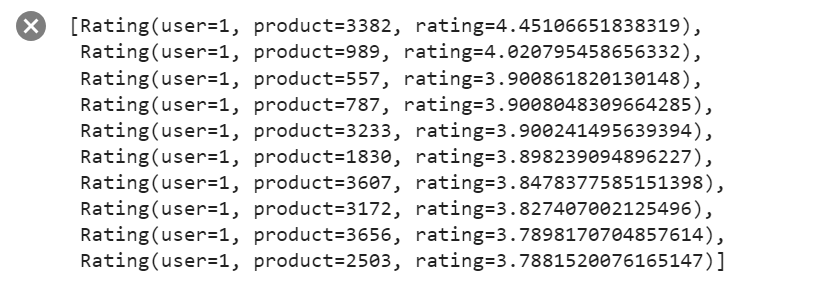 [Rating(user=1, product=3382, rating=4.45106651838319),
Rating(user=1, product=989, rating=4.020795458656332),
Rating(user=1, product=557, rating=3.900861820130148),
Rating(user=1, product=787, rating=3.9008048309664285),
Rating(user=1, product=3233, rating=3.900241495639394),
Rating(user=1, product=1830, rating=3.898239094896227),
Rating(user=1, product=3607, rating=3.8478377585151398),
Rating(user=1, product=3172, rating=3.827407002125496),
Rating(user=1, product=3656, rating=3.7898170704857614),
Rating(user=1, product=2503, rating=3.7881520076165147)]